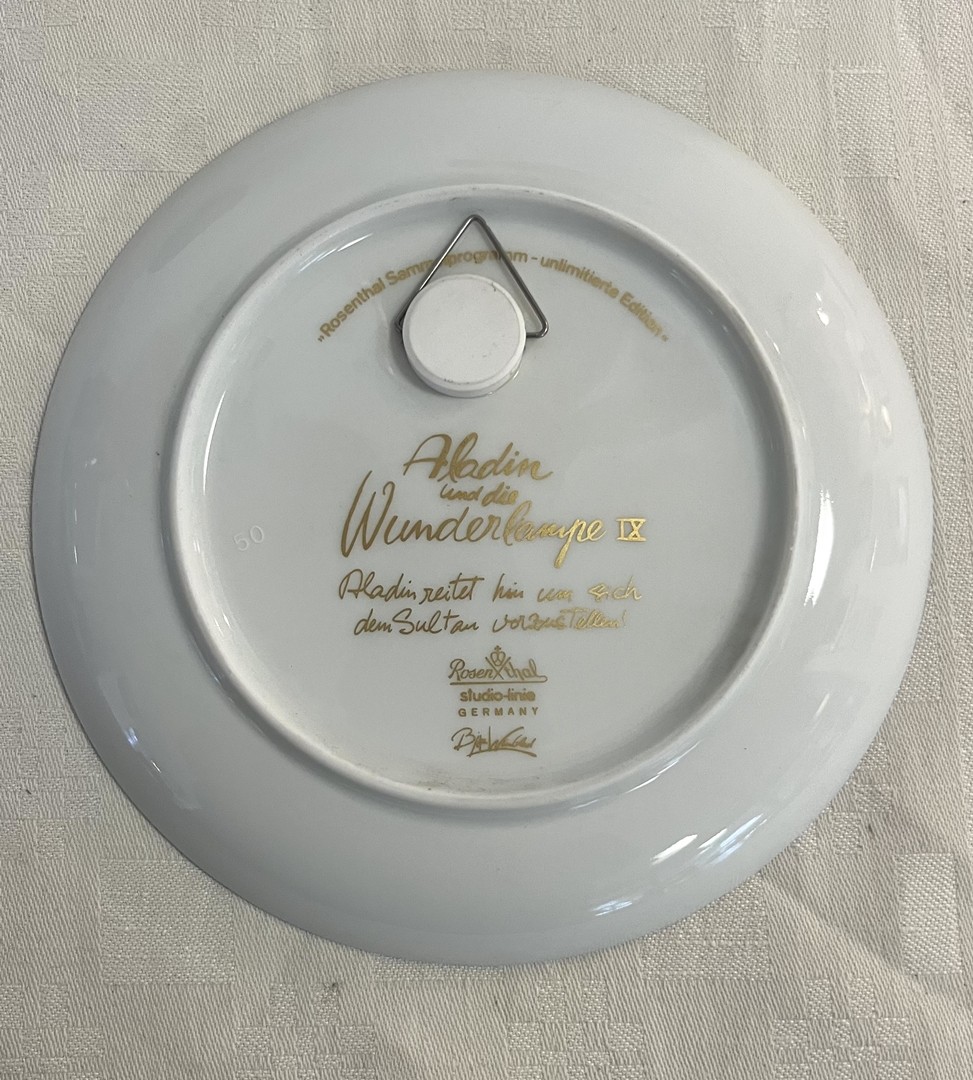 "Rosenthal Sammelprogramm - unlimitierte Edition"
Aladin
und die
Wunderlampe IX
Aladin reitet hin um sich
dem Sultan vorzustellen!
Rosenthal
studio-linie
GERMANY
50